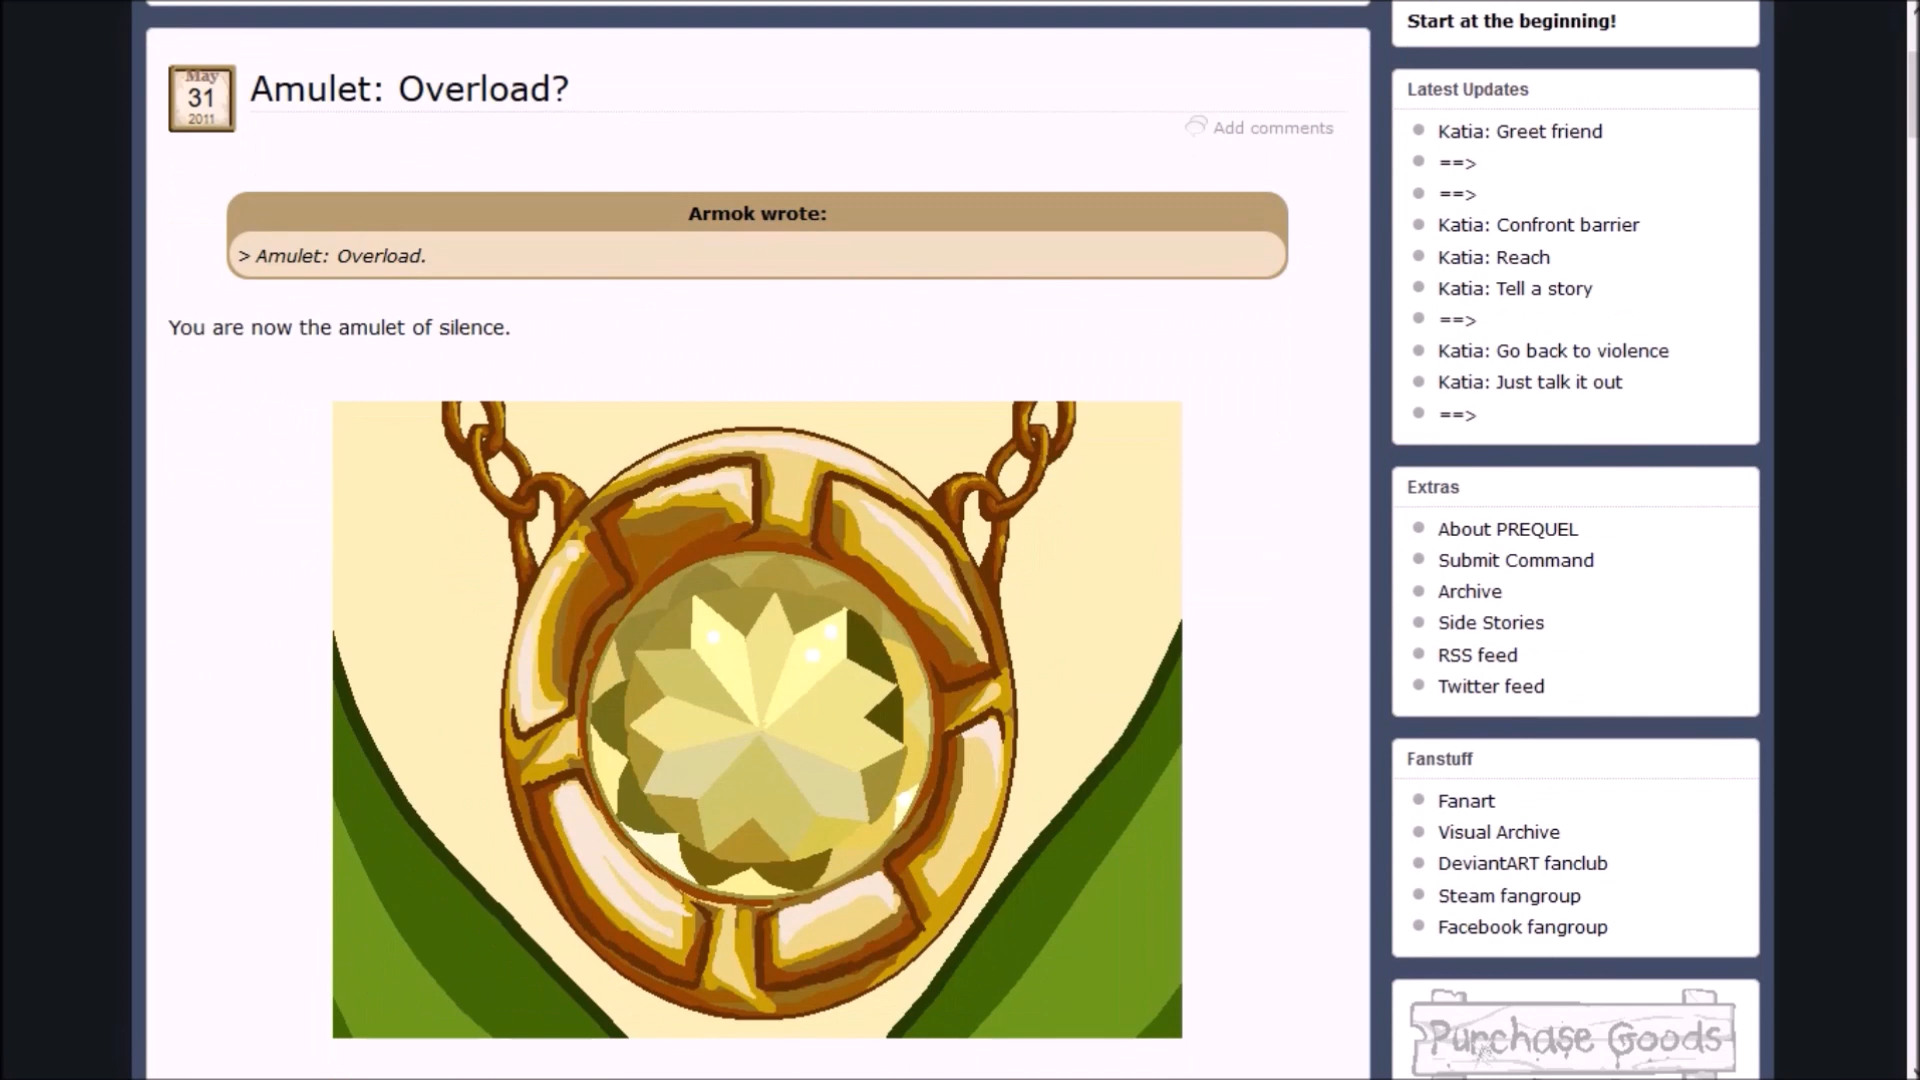 Start at the beginning!
May
31
2011
Amulet: Overload?
Add comments
Armok wrote:
> Amulet: Overload.
You are now the amulet of silence.
Latest Updates
Katia: Greet friend
==>
==>
Katia: Confront barrier
Katia: Reach
Katia: Tell a story
==>
Katia: Go back to violence
Katia: Just talk it out
==>
Extras
About PREQUEL
Submit Command
Archive
Side Stories
RSS feed
Twitter feed
Fanstuff
Fanart
Visual Archive
DeviantART fanclub
Steam fangroup
Facebook fangroup
Purchase Goods